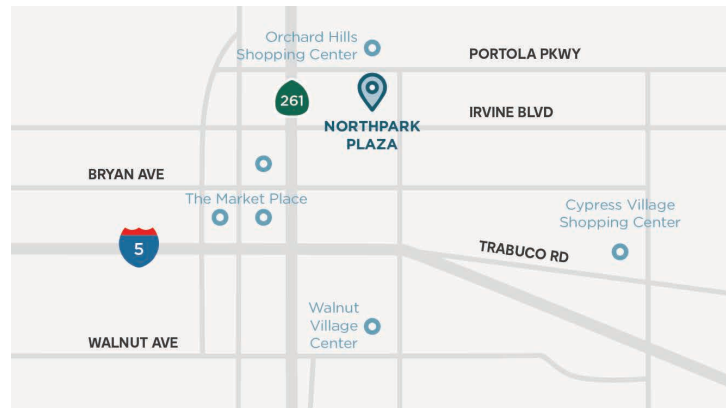 Orchard Hills
Shopping Center
PORTOLA PKWY
261
IRVINE BLVD
NORTHPARK
PLAZA
BRYAN AVE
The Market Place
Cypress Village
Shopping Center
5
TRABUCO RD
Walnut
Village
Center
WALNUT AVE